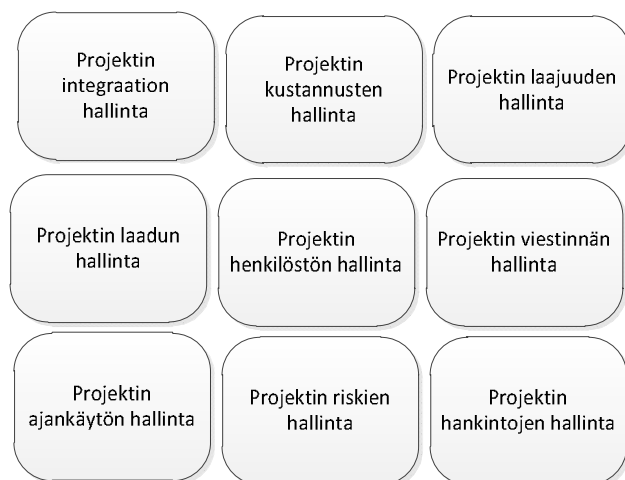 Projektin
integraation
hallinta
Projektin
kustannusten
hallinta
Projektin laajuuden
hallinta
Projektin laadun
hallinta
Projektin
henkilöstön hallinta
Projektin viestinnän
hallinta
Projektin
ajankäytön hallinta
Projektin riskien
hallinta
Projektin
hankintojen hallinta